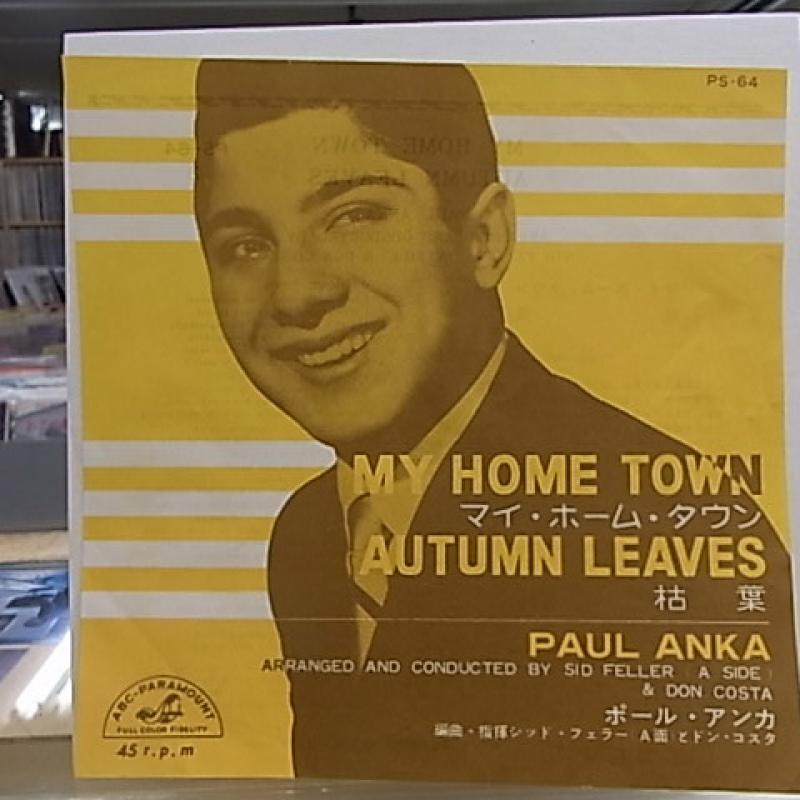 PS-64
MY HOME TOWN
マイ・ホーム・タウン
AUTUMN LEAVES
枯 葉
PAUL ANKA
ARRANGED AND CONDUCTED BY SID FELLER (A SIDE)
& DON COSTA
ポール・アンカ
編曲・指揮シッド・フェラー(A面)とドン・コスタ
ABC-PARAMOUNT
FULL COLOR FIDELITY
45 r.p.m